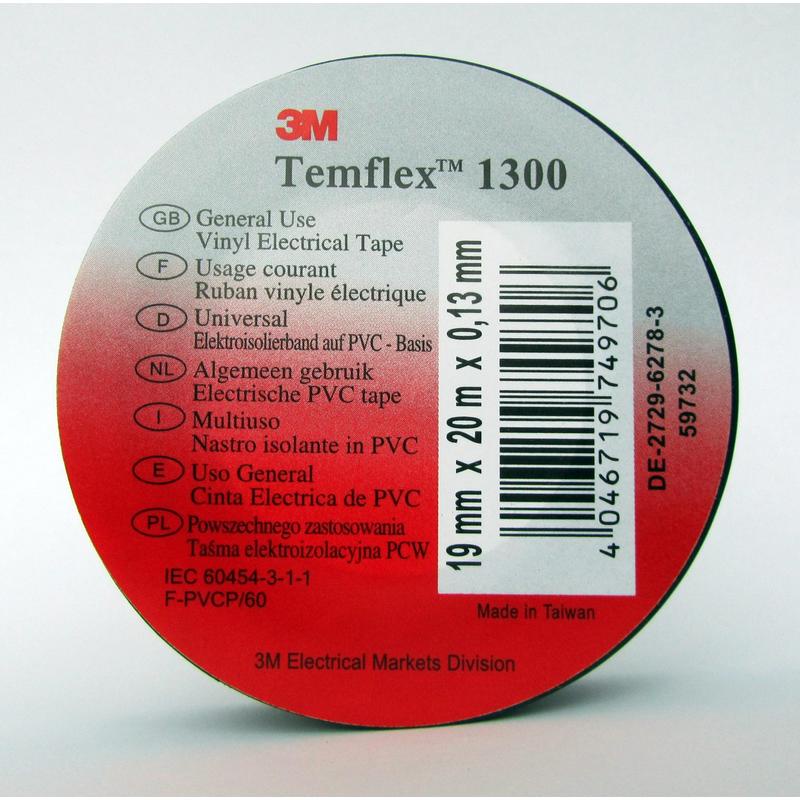 3M
Temflex™ 1300
GB General Use
Vinyl Electrical Tape
F Usage courant
Ruban vinyle électrique
D Universal
Elektroisolierband auf PVC - Basis
NL Algemeen gebruik
Electrische PVC tape
I Multiuso
Nastro isolante in PVC
E Uso General
Cinta Electrica de PVC
PL Powszechnego zastosowania
Taśma elektroizolacyjna PCW
IEC 60454-3-1-1
F-PVCP/60
19 mm x 20 m x 0,13 mm
4 046719 749706
DE-2729-6278-3
59732
Made in Taiwan
3M Electrical Markets Division